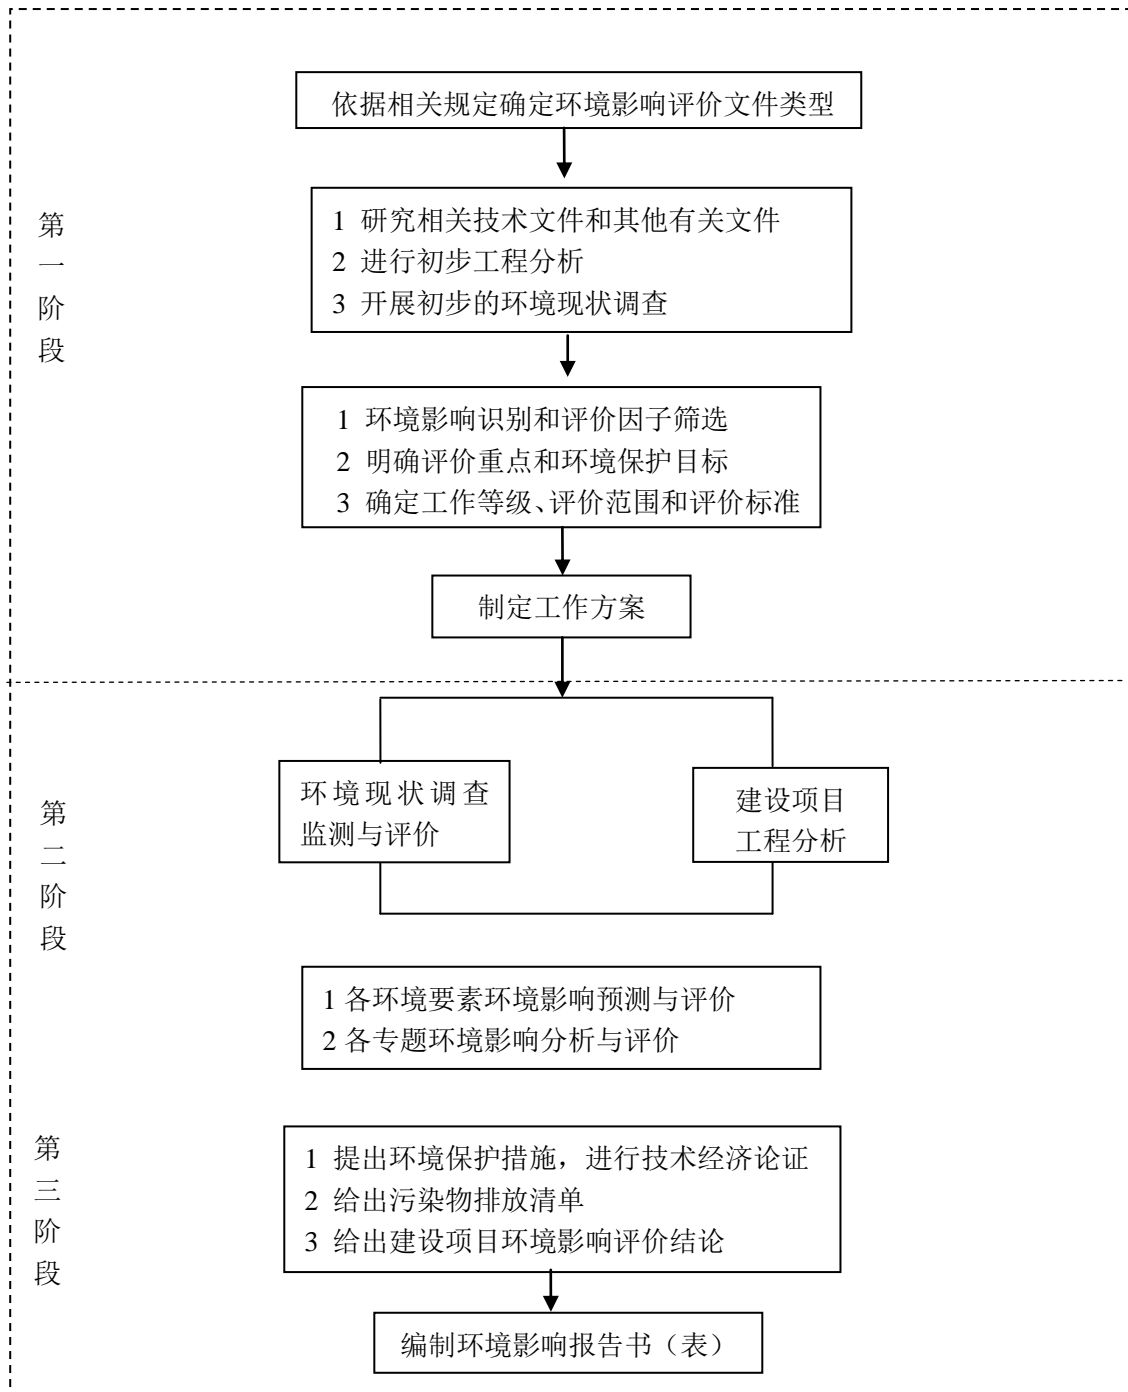 依据相关规定确定环境影响评价文件类型
第一阶段
1 研究相关技术文件和其他有关文件
2 进行初步工程分析
3 开展初步的环境现状调查
1 环境影响识别和评价因子筛选
2 明确评价重点和环境保护目标
3 确定工作等级、评价范围和评价标准
制定工作方案
第二阶段
环境现状调查
监测与评价
建设项目
工程分析
1 各环境要素环境影响预测与评价
2 各专题环境影响分析与评价
第三阶段
1 提出环境保护措施，进行技术经济论证
2 给出污染物排放清单
3 给出建设项目环境影响评价结论
编制环境影响报告书（表）